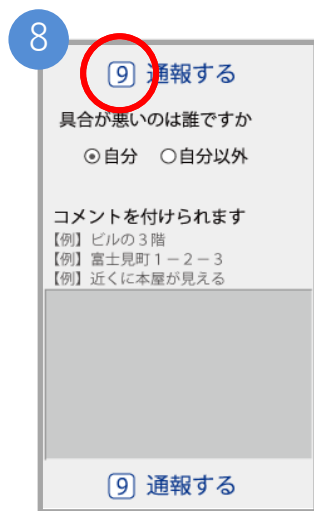 8
9 通報する
具合が悪いのは誰ですか
◉自分 ○自分以外
コメントを付けられます
【例】ビルの3階
【例】富士見町1-2-3
【例】近くに本屋が見える
9 通報する